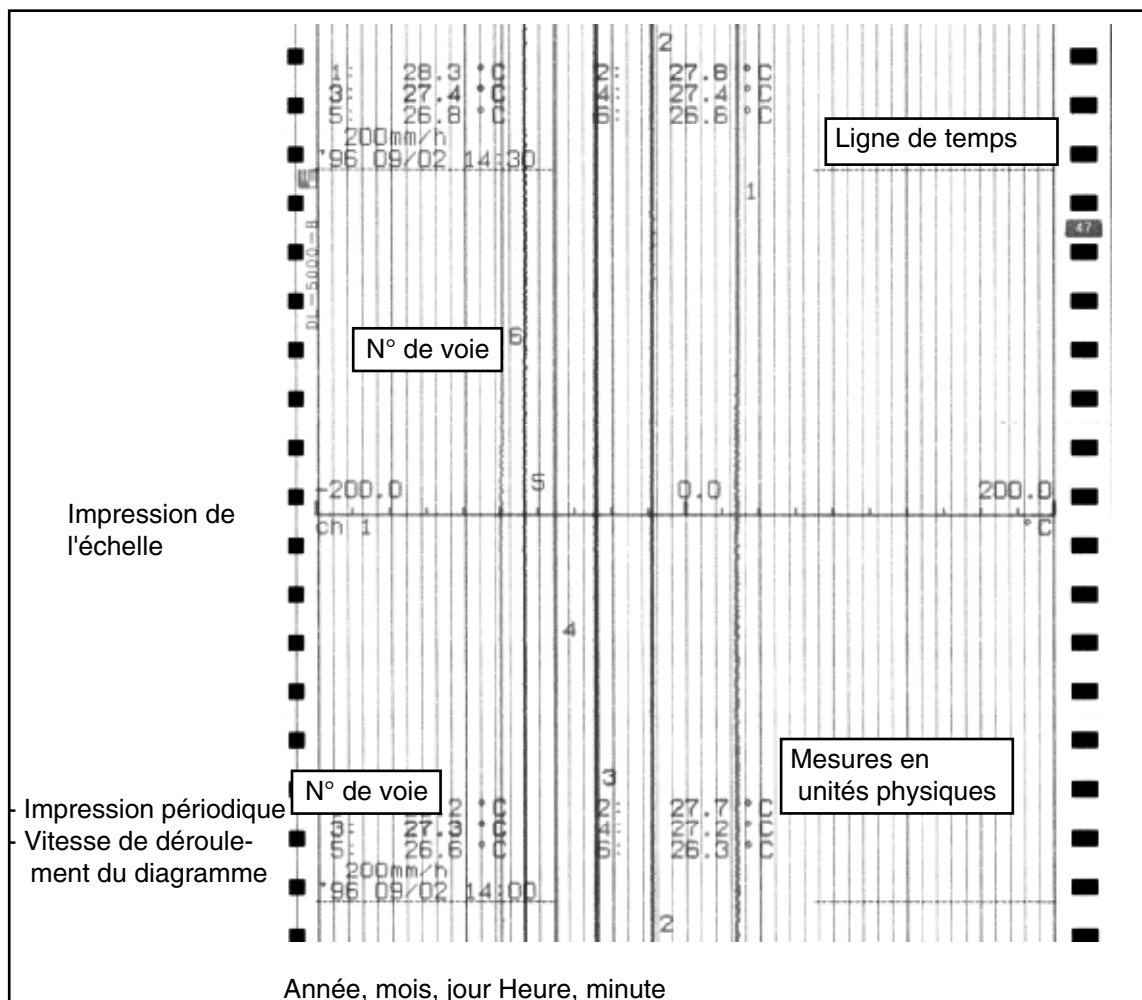 2
1: 28.3 °C 2: 27.8 °C
3: 27.4 °C 4: 27.4 °C
5: 26.8 °C 6: 26.6 °C
200mm/h
'96 09/02 14:30
Ligne de temps
1
47
DL-5000-B
N° de voie
6
5
-200.0 0.0 200.0
ch 1 °C
Impression de
l'échelle
4
Mesures en
unités physiques
3
N° de voie
- Impression périodique
- Vitesse de déroule-
ment du diagramme
2 °C 2: 27.7 °C
3: 27.3 °C 4: 27.2 °C
5: 26.6 °C 6: 26.3 °C
200mm/h
'96 09/02 14:00
2
Année, mois, jour Heure, minute